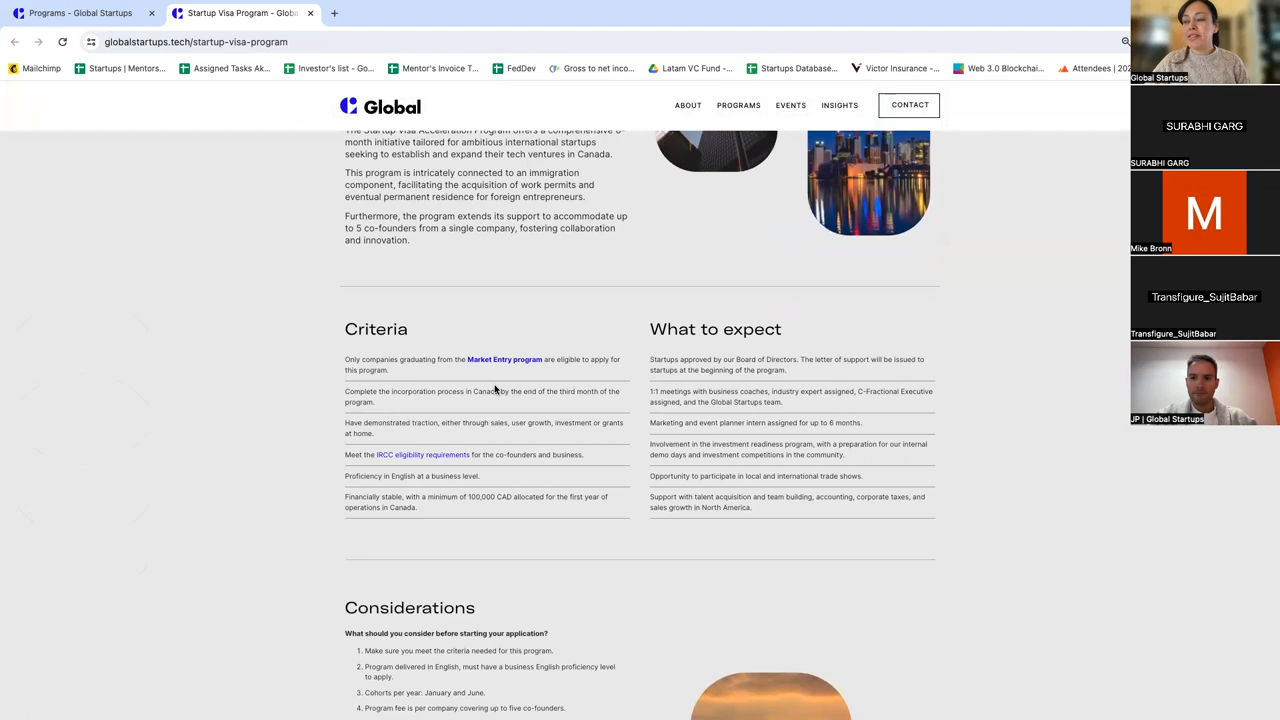 Programs - Global Startups
Startup Visa Program - Global
globalstartups.tech/startup-visa-program
Mailchimp
Startups | Mentors...
Assigned Tasks Ak...
Investor's list - Go...
Mentor's Invoice T...
FedDev
Gross to net inco...
Latam VC Fund -...
Startups Database...
Victor Insurance -...
Web 3.0 Blockchai...
Attendees | 202
Global
ABOUT
PROGRAMS
EVENTS
INSIGHTS
CONTACT
The Startup Visa Acceleration Program offers a comprehensive 6-
month initiative tailored for ambitious international startups
seeking to establish and expand their tech ventures in Canada.
This program is intricately connected to an immigration
component, facilitating the acquisition of work permits and
eventual permanent residence for foreign entrepreneurs.
Furthermore, the program extends its support to accommodate up
to 5 co-founders from a single company, fostering collaboration
and innovation.
Criteria
Only companies graduating from the Market Entry program are eligible to apply for
this program.
Complete the incorporation process in Canada by the end of the third month of the
program.
Have demonstrated traction, either through sales, user growth, investment or grants
at home.
Meet the IRCC eligibility requirements for the co-founders and business.
Proficiency in English at a business level.
Financially stable, with a minimum of 100,000 CAD allocated for the first year of
operations in Canada.
What to expect
Startups approved by our Board of Directors. The letter of support will be issued to
startups at the beginning of the program.
1:1 meetings with business coaches, industry expert assigned, C-Fractional Executive
assigned, and the Global Startups team.
Marketing and event planner intern assigned for up to 6 months.
Involvement in the investment readiness program, with a preparation for our internal
demo days and investment competitions in the community.
Opportunity to participate in local and international trade shows.
Support with talent acquisition and team building, accounting, corporate taxes, and
sales growth in North America.
Considerations
What should you consider before starting your application?
1. Make sure you meet the criteria needed for this program.
2. Program delivered in English, must have a business English proficiency level
to apply.
3. Cohorts per year: January and June.
4. Program fee is per company covering up to five co-founders.
Global Startups
SURABHI GARG
SURABHI GARG
M
Mike Bronn
Transfigure_SujitBabar
Transfigure_SujitBabar
JP | Global Startups